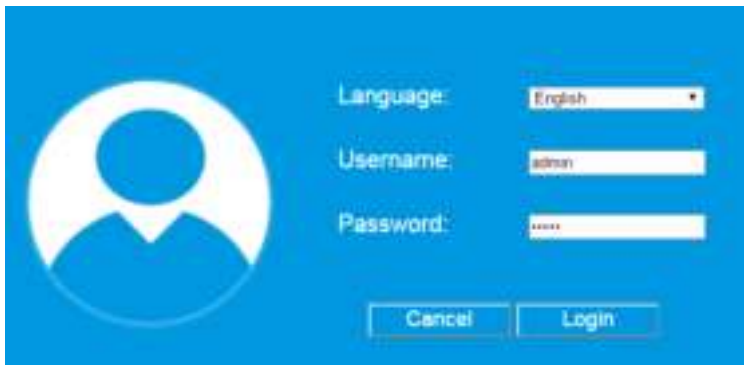 Language: English
Username: admin
Password: •••••
Cancel Login